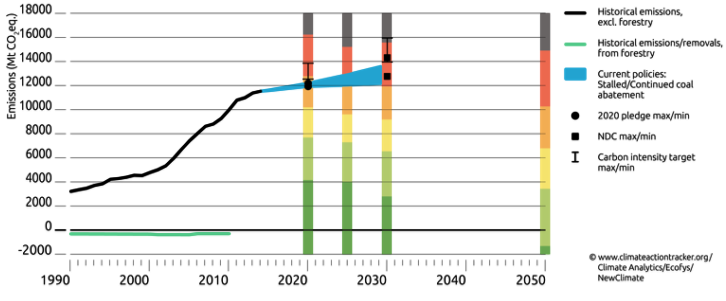 Emissions (Mt CO2eq.)
18000
16000
14000
12000
10000
8000
6000
4000
2000
0
-2000
1990
2000
2010
2020
2030
2040
2050
Historical emissions,
excl. forestry
Historical emissions/removals,
from forestry
Current policies:
Stalled/Continued coal
abatement
2020 pledge max/min
NDC max/min
Carbon intensity target
max/min
© www.climateactiontracker.org/
Climate Analytics/Ecofys/
NewClimate